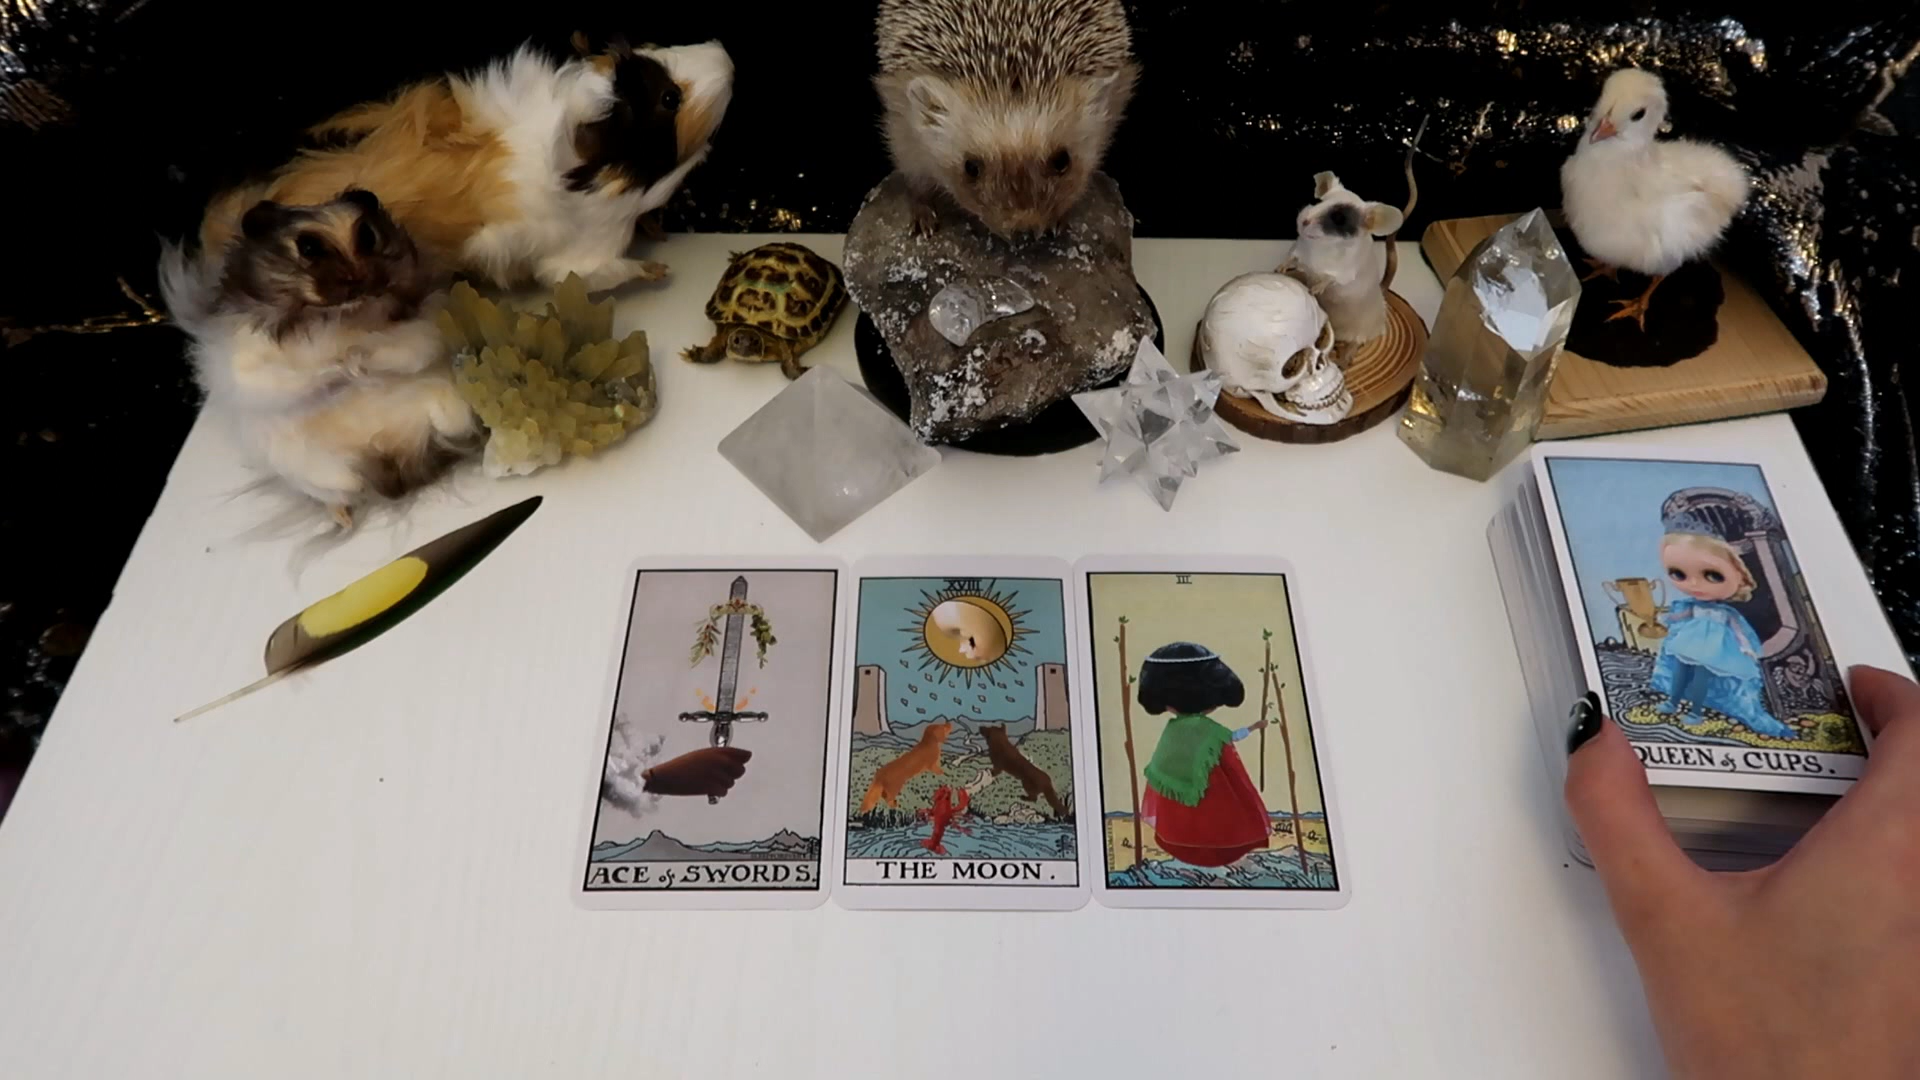 XVIII
III
ACE of SWORDS.
THE MOON.
QUEEN of CUPS.